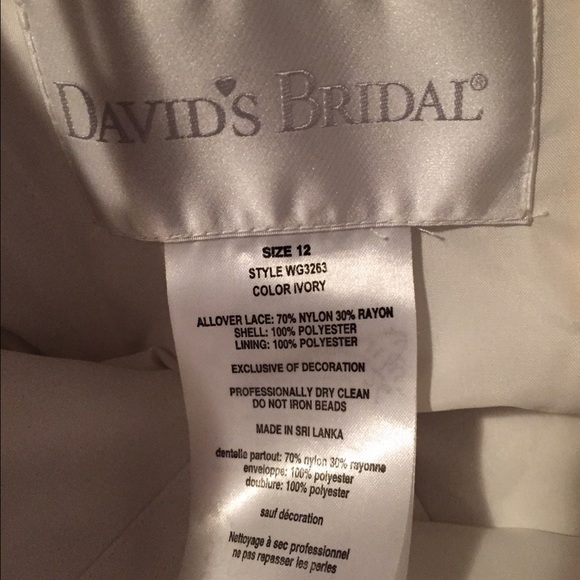 DAVID'S BRIDAL®
SIZE 12
STYLE WG3263
COLOR IVORY
ALLOVER LACE: 70% NYLON 30% RAYON
SHELL: 100% POLYESTER
LINING: 100% POLYESTER
EXCLUSIVE OF DECORATION
PROFESSIONALLY DRY CLEAN
DO NOT IRON BEADS
MADE IN SRI LANKA
dentelle partout: 70% nylon 30% rayonne
enveloppe: 100% polyester
doublure: 100% polyester
sauf décoration
Nettoyage à sec professionnel
ne pas repasser les perles